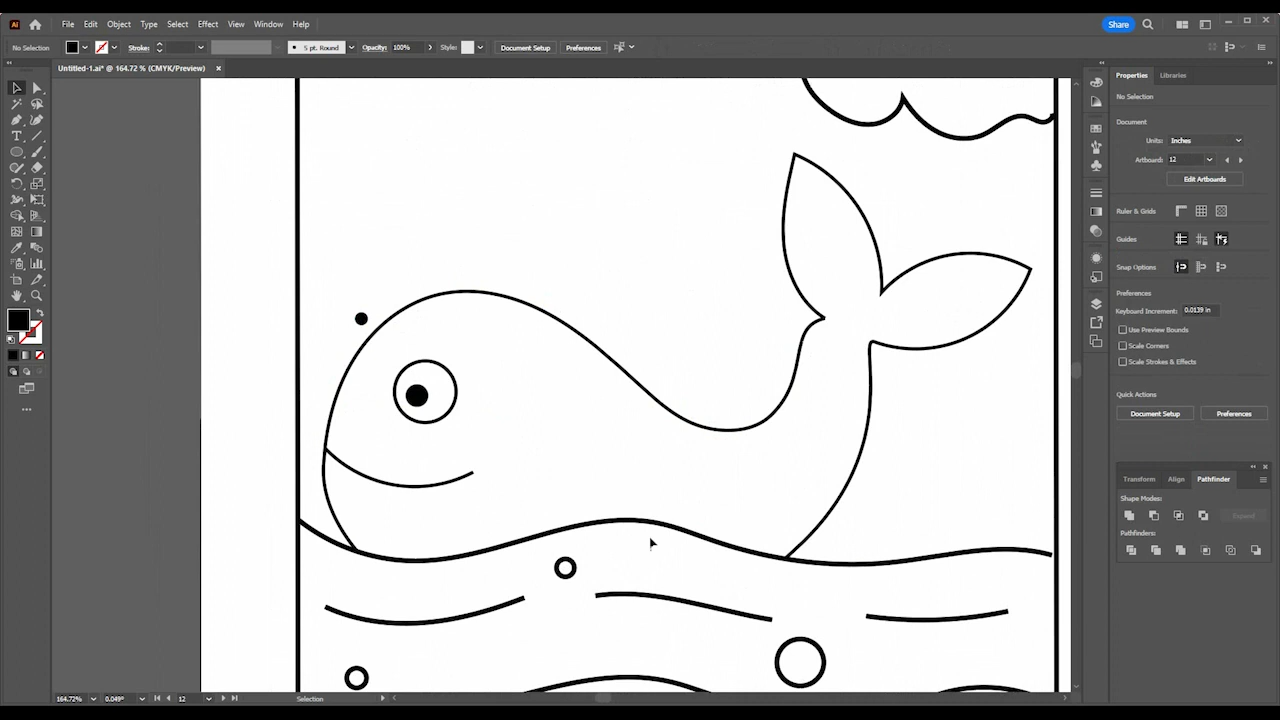 Ai File Edit Object Type Select Effect View Window Help Share
No Selection Stroke: 5 pt. Round Opacity: 100% Style: Document Setup Preferences
Untitled-1.ai* @ 164.72 % (CMYK/Preview)
Properties Libraries
No Selection
Document
Units: Inches
Artboard: 12
Edit Artboards
Ruler & Grids
Guides
Snap Options
Preferences
Keyboard Increment: 0.0139 in
Use Preview Bounds
Scale Corners
Scale Strokes & Effects
Quick Actions
Document Setup Preferences
Transform Align Pathfinder
Shape Modes:
Expand
Pathfinders:
164.72% 0.049° 12 Selection